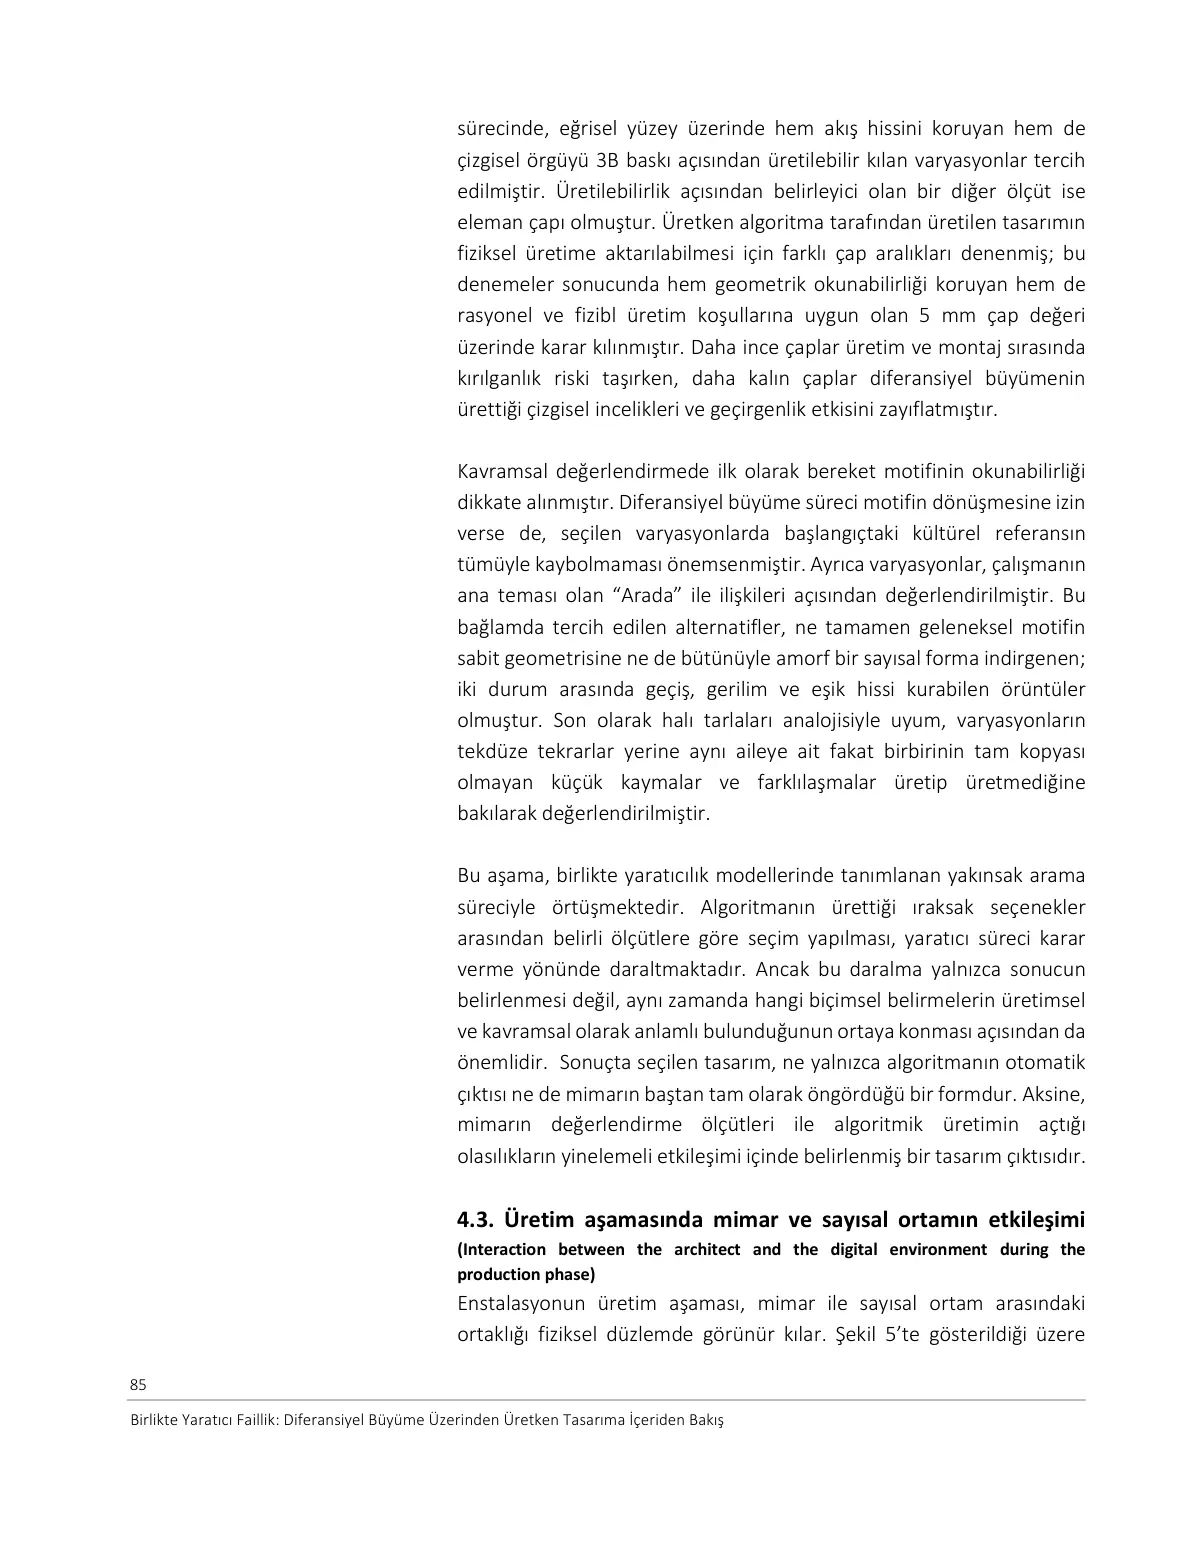 sürecinde, eğrisel yüzey üzerinde hem akış hissini koruyan hem de
çizgisel örgüyü 3B baskı açısından üretilebilir kılan varyasyonlar tercih
edilmiştir. Üretilebilirlik açısından belirleyici olan bir diğer ölçüt ise
eleman çapı olmuştur. Üretken algoritma tarafından üretilen tasarımın
fiziksel üretime aktarılabilmesi için farklı çap aralıkları denenmiş; bu
denemeler sonucunda hem geometrik okunabilirliği koruyan hem de
rasyonel ve fizibl üretim koşullarına uygun olan 5 mm çap değeri
üzerinde karar kılınmıştır. Daha ince çaplar üretim ve montaj sırasında
kırılganlık riski taşırken, daha kalın çaplar diferansiyel büyümenin
ürettiği çizgisel incelikleri ve geçirgenlik etkisini zayıflatmıştır.
Kavramsal değerlendirmede ilk olarak bereket motifinin okunabilirliği
dikkate alınmıştır. Diferansiyel büyüme süreci motifin dönüşmesine izin
verse de, seçilen varyasyonlarda başlangıçtaki kültürel referansın
tümüyle kaybolmaması önemsenmiştir. Ayrıca varyasyonlar, çalışmanın
ana teması olan “Arada” ile ilişkileri açısından değerlendirilmiştir. Bu
bağlamda tercih edilen alternatifler, ne tamamen geleneksel motifin
sabit geometrisine ne de bütünüyle amorf bir sayısal forma indirgenen;
iki durum arasında geçiş, gerilim ve eşik hissi kurabilen örüntüler
olmuştur. Son olarak halı tarlaları analojisiyle uyum, varyasyonların
tekdüze tekrarlar yerine aynı aileye ait fakat birbirinin tam kopyası
olmayan küçük kaymalar ve farklılaşmalar üretip üretmediğine
bakılarak değerlendirilmiştir.
Bu aşama, birlikte yaratıcılık modellerinde tanımlanan yakınsak arama
süreciyle örtüşmektedir. Algoritmanın ürettiği ıraksak seçenekler
arasından belirli ölçütlere göre seçim yapılması, yaratıcı süreci karar
verme yönünde daraltmaktadır. Ancak bu daralma yalnızca sonucun
belirlenmesi değil, aynı zamanda hangi biçimsel belirmelerin üretimsel
ve kavramsal olarak anlamlı bulunduğunun ortaya konması açısından da
önemlidir.  Sonuçta seçilen tasarım, ne yalnızca algoritmanın otomatik
çıktısı ne de mimarın baştan tam olarak öngördüğü bir formdur. Aksine,
mimarın değerlendirme ölçütleri ile algoritmik üretimin açtığı
olasılıkların yinelemeli etkileşimi içinde belirlenmiş bir tasarım çıktısıdır.
4.3. Üretim aşamasında mimar ve sayısal ortamın etkileşimi
(Interaction between the architect and the digital environment during the
production phase)
Enstalasyonun üretim aşaması, mimar ile sayısal ortam arasındaki
ortaklığı fiziksel düzlemde görünür kılar. Şekil 5’te gösterildiği üzere
85
Birlikte Yaratıcı Faillik: Diferansiyel Büyüme Üzerinden Üretken Tasarıma İçeriden Bakış